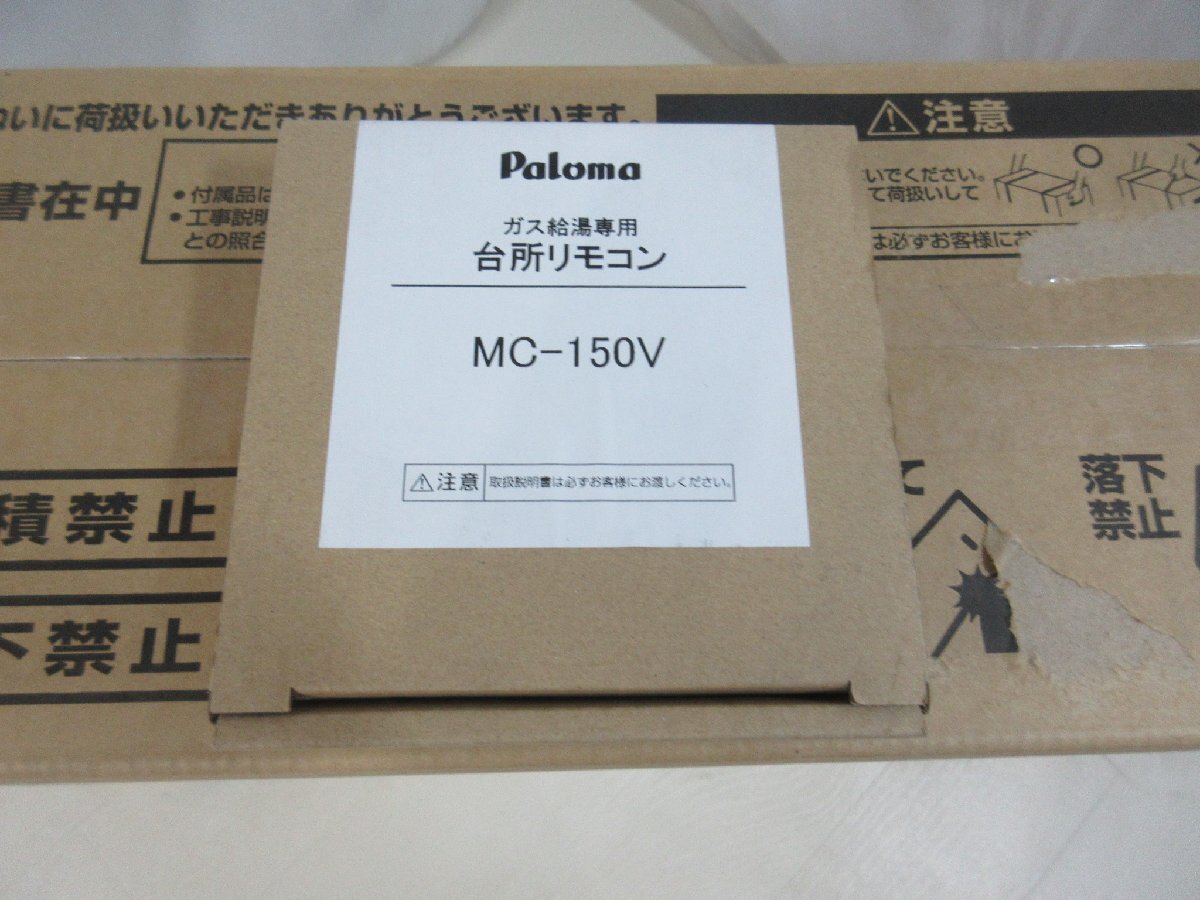 ねいに荷扱いいただきありがとうございます。
書在中
・付属品は
・工事説明
との照合
注意
いでください。
て荷扱いして
は必ずお客様にお
Paloma
ガス給湯専用
台所リモコン
MC-150V
注意 取扱説明書は必ずお客様にお渡しください。
積禁止
下禁止
て
落下
禁止